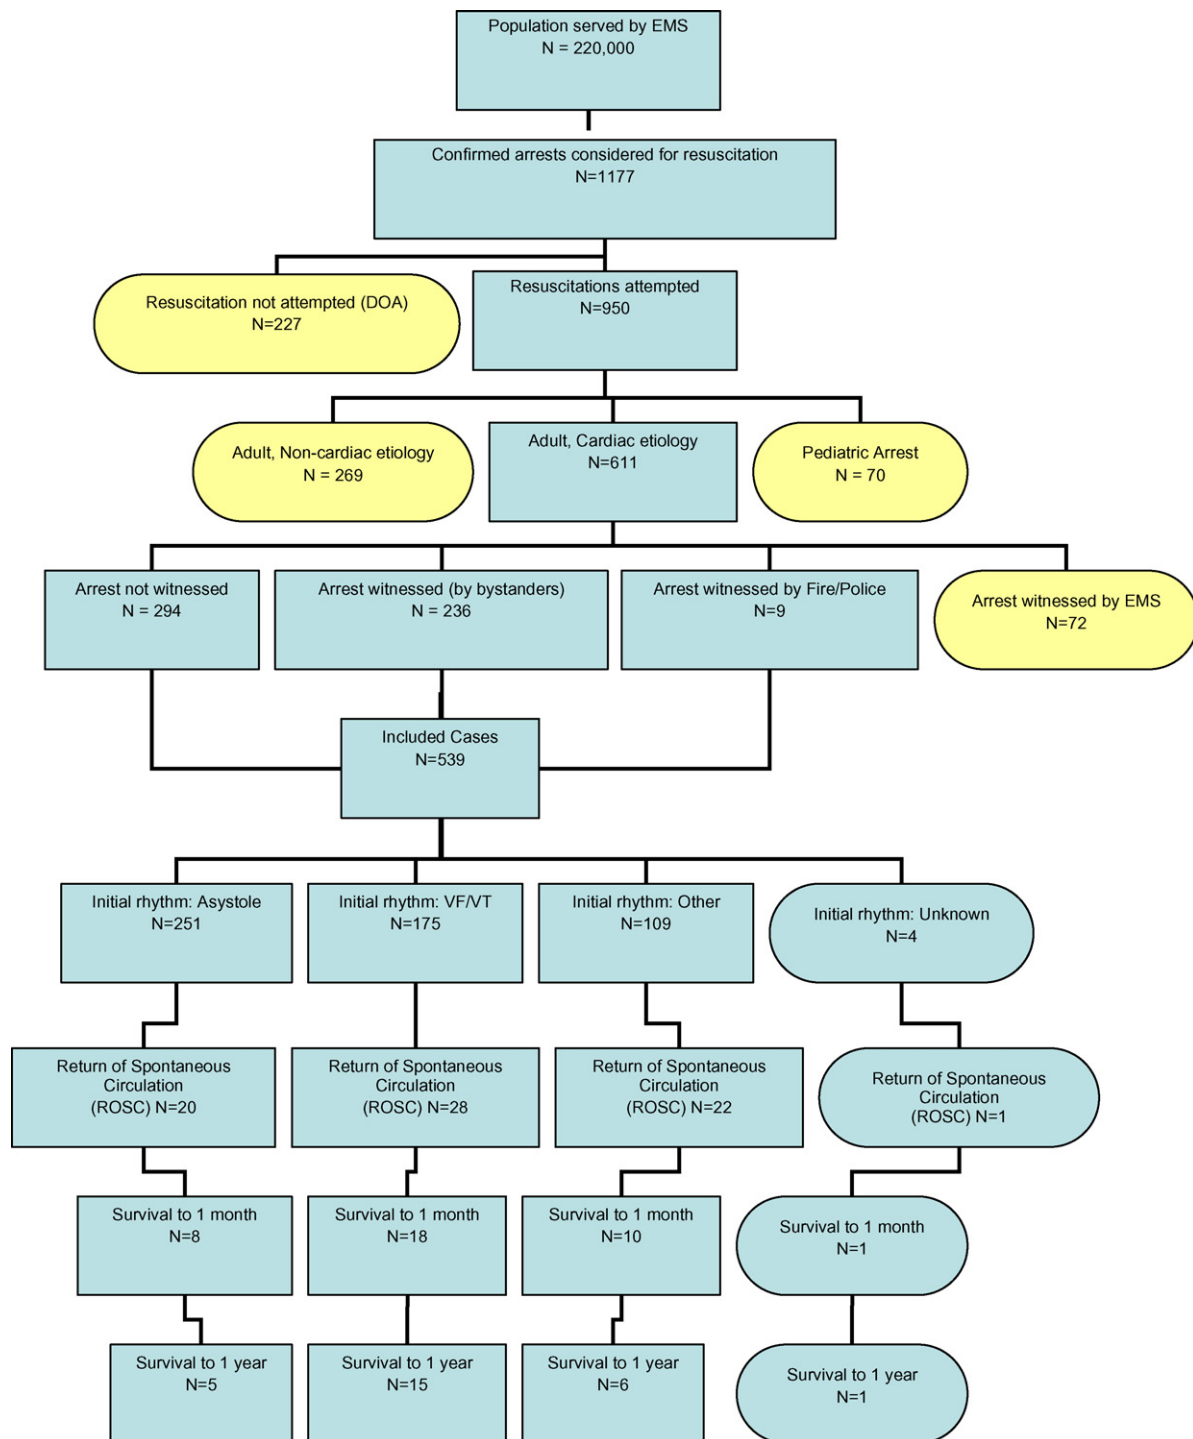 Population served by EMS
N = 220,000
Confirmed arrests considered for resuscitation
N=1177
Resuscitation not attempted (DOA)
N=227
Resuscitations attempted
N=950
Adult, Non-cardiac etiology
N = 269
Adult, Cardiac etiology
N=611
Pediatric Arrest
N = 70
Arrest not witnessed
N = 294
Arrest witnessed (by bystanders)
N = 236
Arrest witnessed by Fire/Police
N=9
Arrest witnessed by EMS
N=72
Included Cases
N=539
Initial rhythm: Asystole
N=251
Initial rhythm: VF/VT
N=175
Initial rhythm: Other
N=109
Initial rhythm: Unknown
N=4
Return of Spontaneous
Circulation
(ROSC) N=20
Return of Spontaneous
Circulation
(ROSC) N=28
Return of Spontaneous
Circulation
(ROSC) N=22
Return of Spontaneous
Circulation
(ROSC) N=1
Survival to 1 month
N=8
Survival to 1 month
N=18
Survival to 1 month
N=10
Survival to 1 month
N=1
Survival to 1 year
N=5
Survival to 1 year
N=15
Survival to 1 year
N=6
Survival to 1 year
N=1